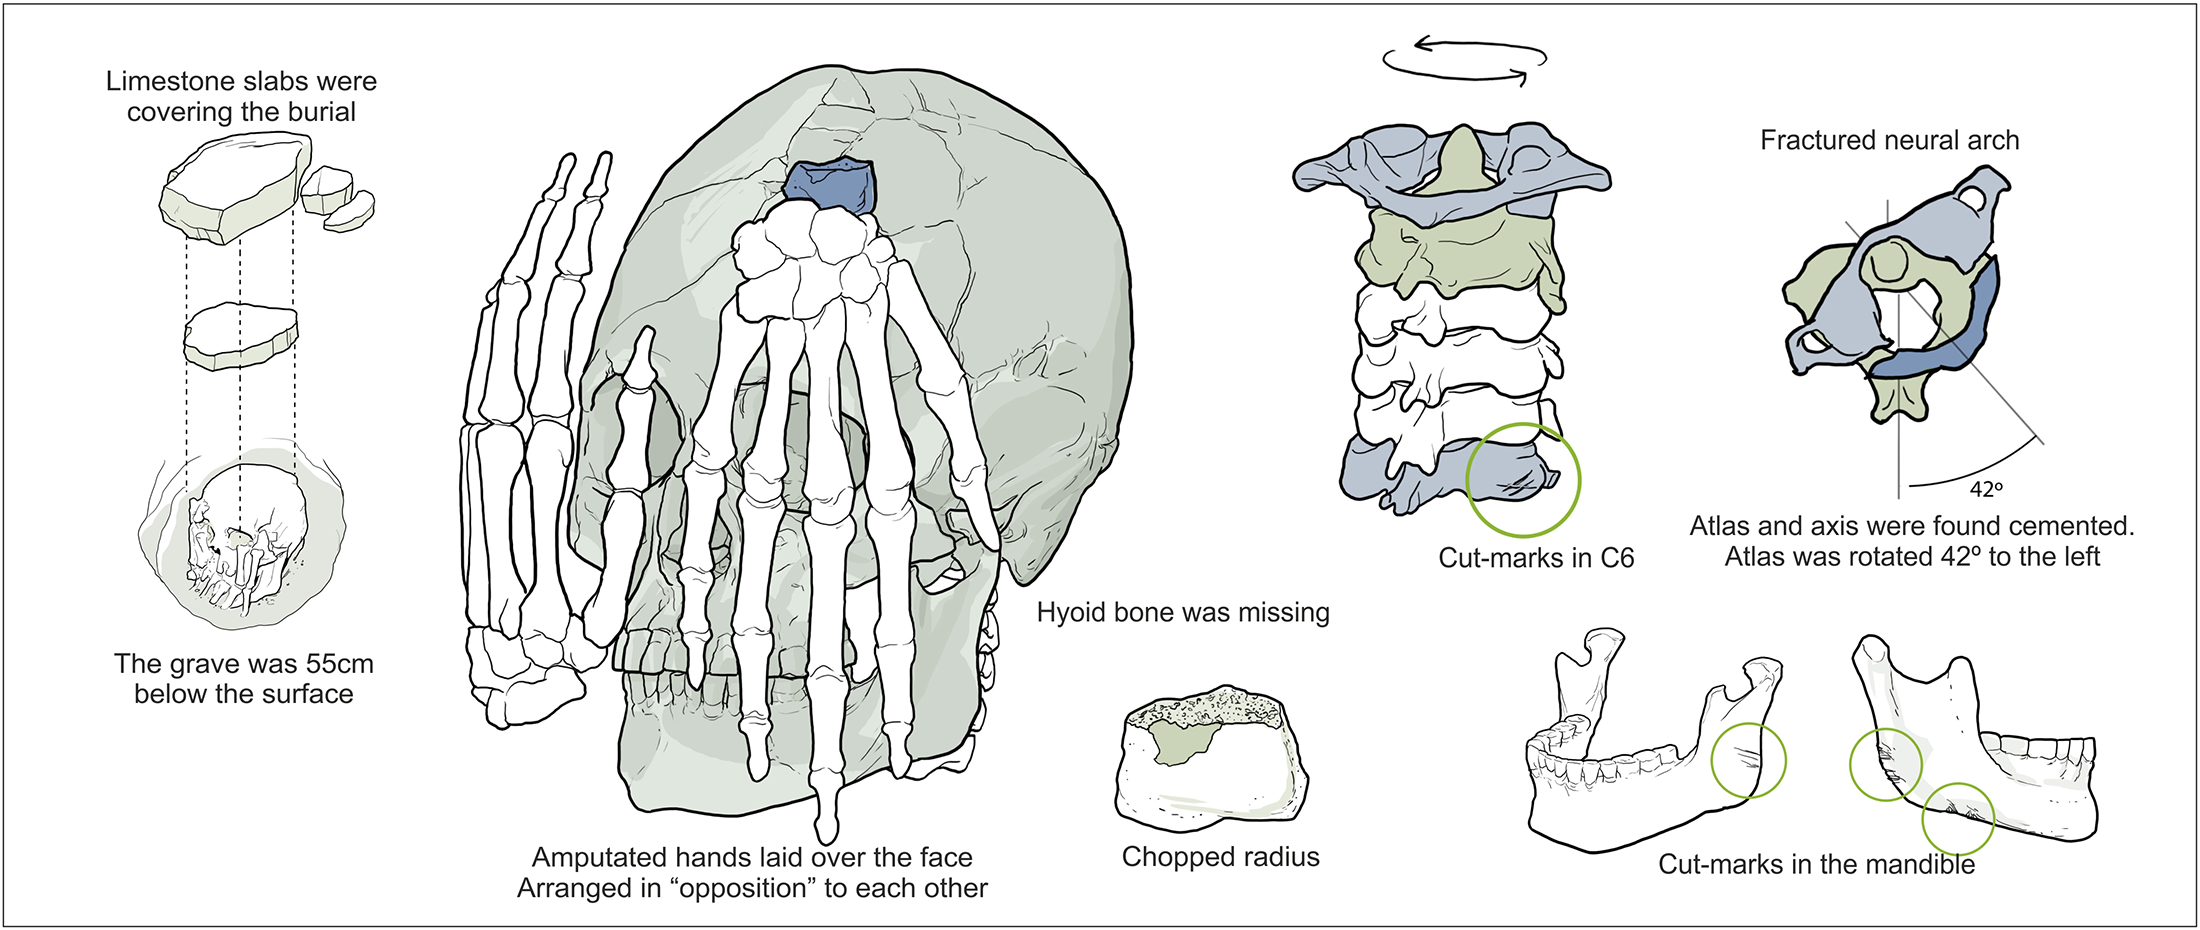 Limestone slabs were
covering the burial
The grave was 55cm
below the surface
Amputated hands laid over the face
Arranged in “opposition” to each other
Hyoid bone was missing
Chopped radius
Cut-marks in C6
Fractured neural arch
42º
Atlas and axis were found cemented.
Atlas was rotated 42º to the left
Cut-marks in the mandible